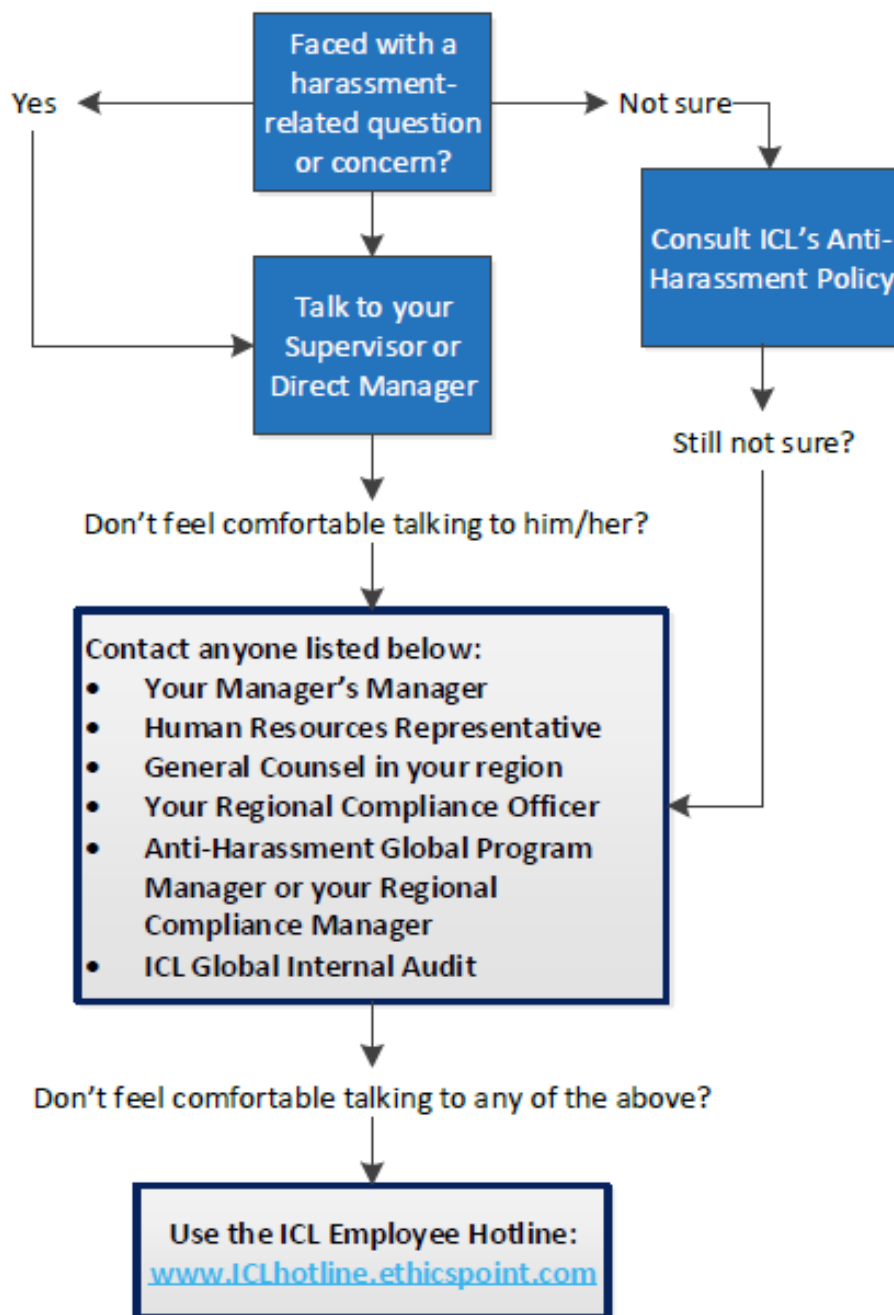 Faced with a
harassment-
related question
or concern?
Yes
Not sure
Consult ICL's Anti-
Harassment Policy
Talk to your
Supervisor or
Direct Manager
Still not sure?
Don't feel comfortable talking to him/her?
Contact anyone listed below:
• Your Manager's Manager
• Human Resources Representative
• General Counsel in your region
• Your Regional Compliance Officer
• Anti-Harassment Global Program
Manager or your Regional
Compliance Manager
• ICL Global Internal Audit
Don't feel comfortable talking to any of the above?
Use the ICL Employee Hotline:
www.ICLhotline.ethicspoint.com